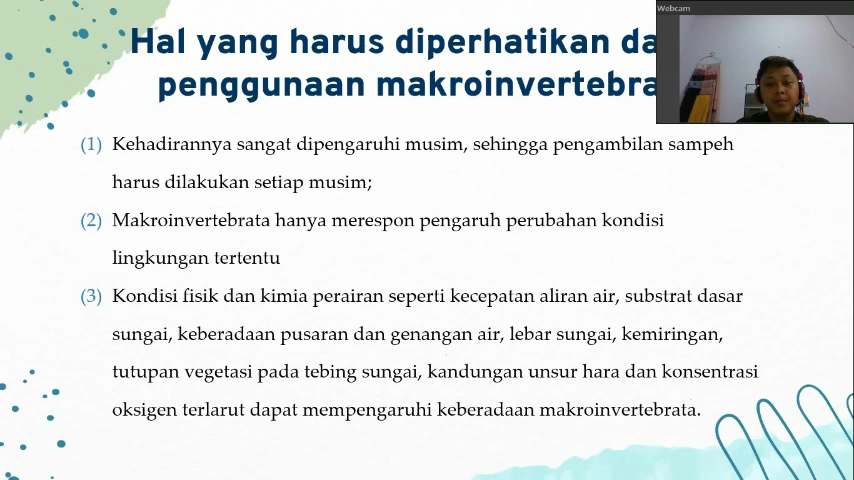 Hal yang harus diperhatikan
penggunaan
Webcam
(1) Kehadirannya sangat dipengaruhi musim, sehingga pengambilan sampeh
harus dilakukan setiap musim;
(2) Makroinvertebrata hanya merespon pengaruh perubahan kondisi
lingkungan tertentu
(3) Kondisi fisik dan kimia perairan seperti kecepatan aliran air, substrat dasar
sungai, keberadaan pusaran dan genangan air, lebar sungai, kemiringan,
tutupan vegetasi pada tebing sungai, kandungan unsur hara dan konsentrasi
oksigen terlarut dapat mempengaruhi keberadaan makroinvertebrata.